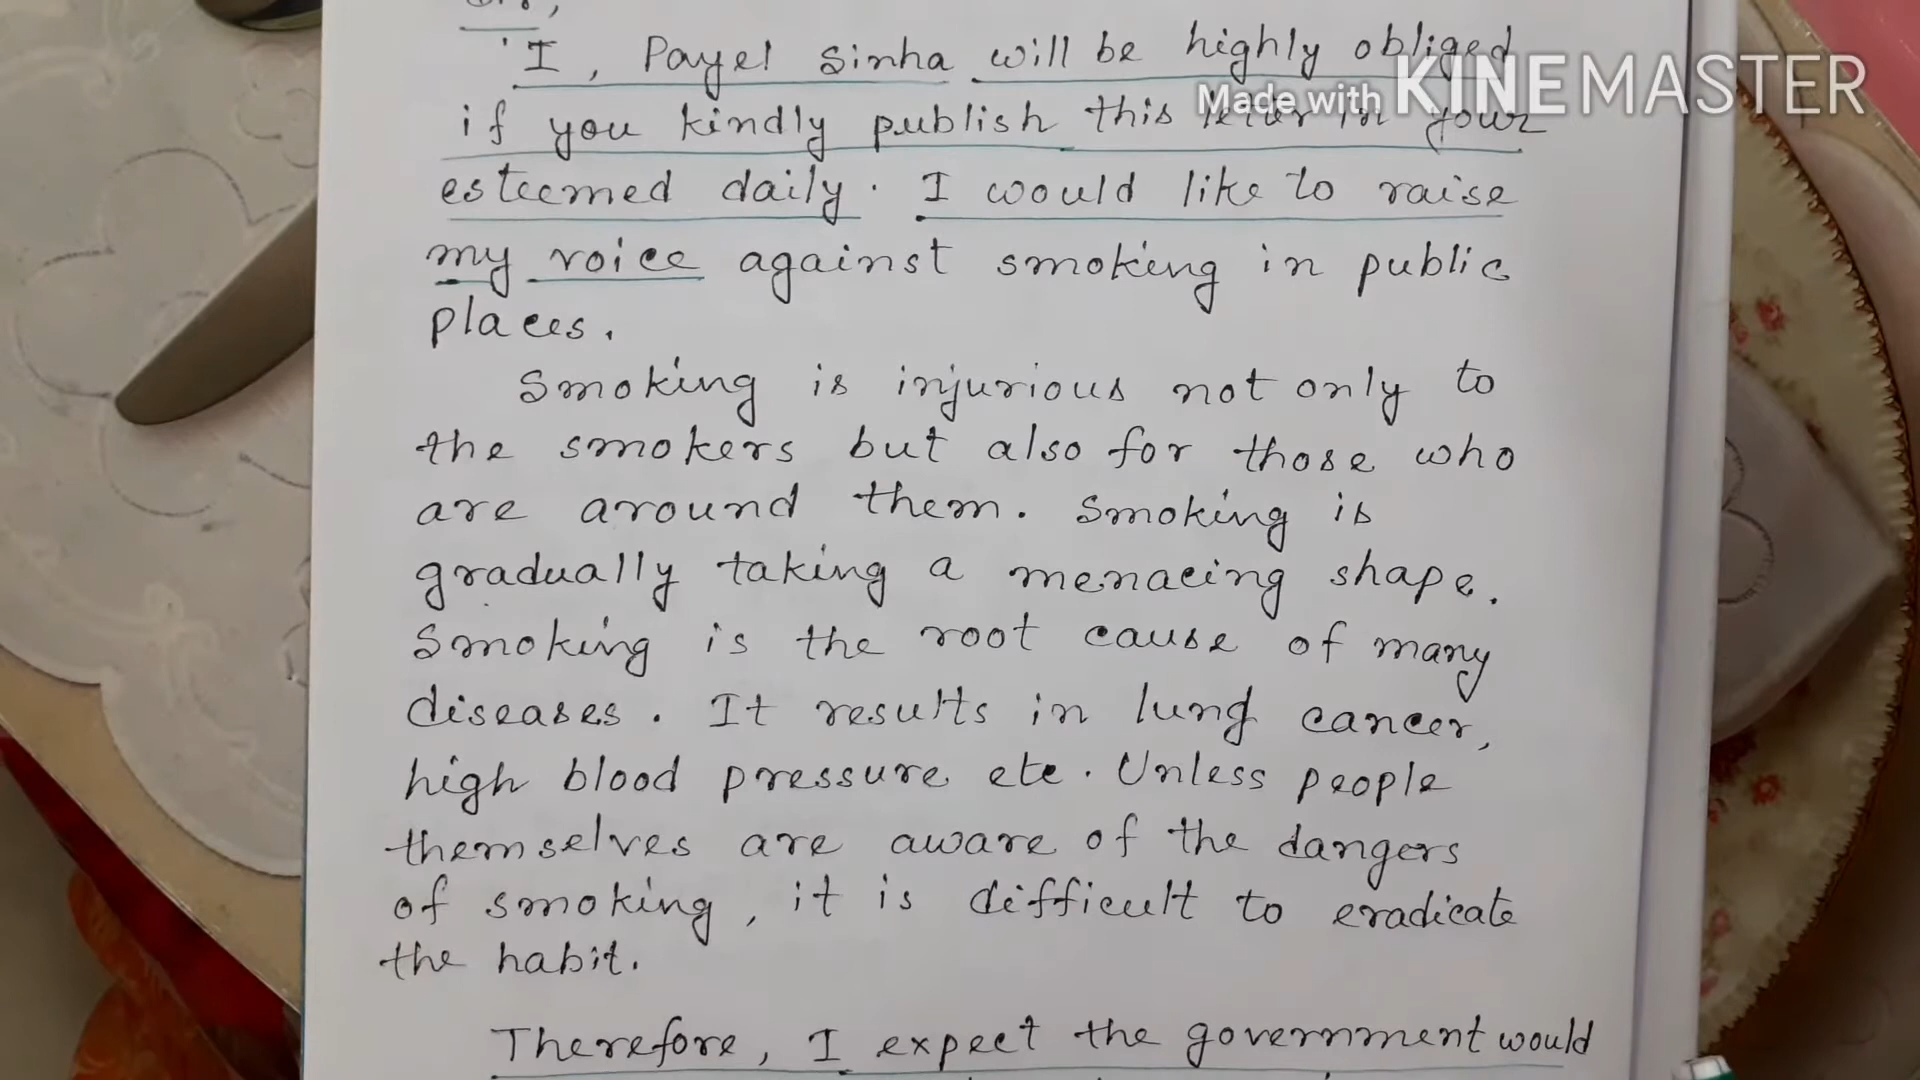 I, Payel Sinha will be highly obliged
if you kindly publish this letter in your
esteemed daily. I would like to raise
my voice against smoking in public
places.
Smoking is injurious not only to
the smokers but also for those who
are around them. Smoking is
gradually taking a menacing shape.
Smoking is the root cause of many
diseases. It results in lung cancer,
high blood pressure etc. Unless people
themselves are aware of the dangers
of smoking, it is difficult to eradicate
the habit.
Therefore, I expect the government would
Made with KINEMASTER